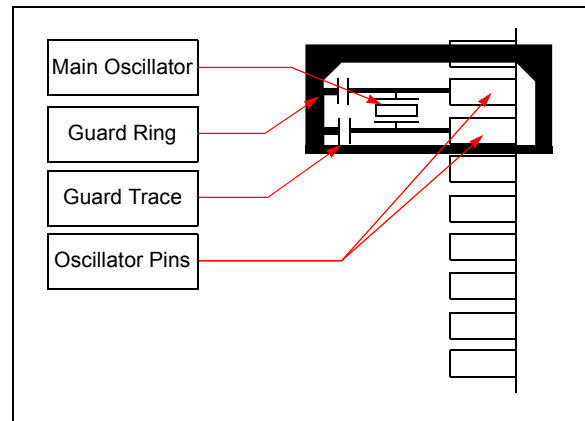 Main Oscillator
Guard Ring
Guard Trace
Oscillator Pins